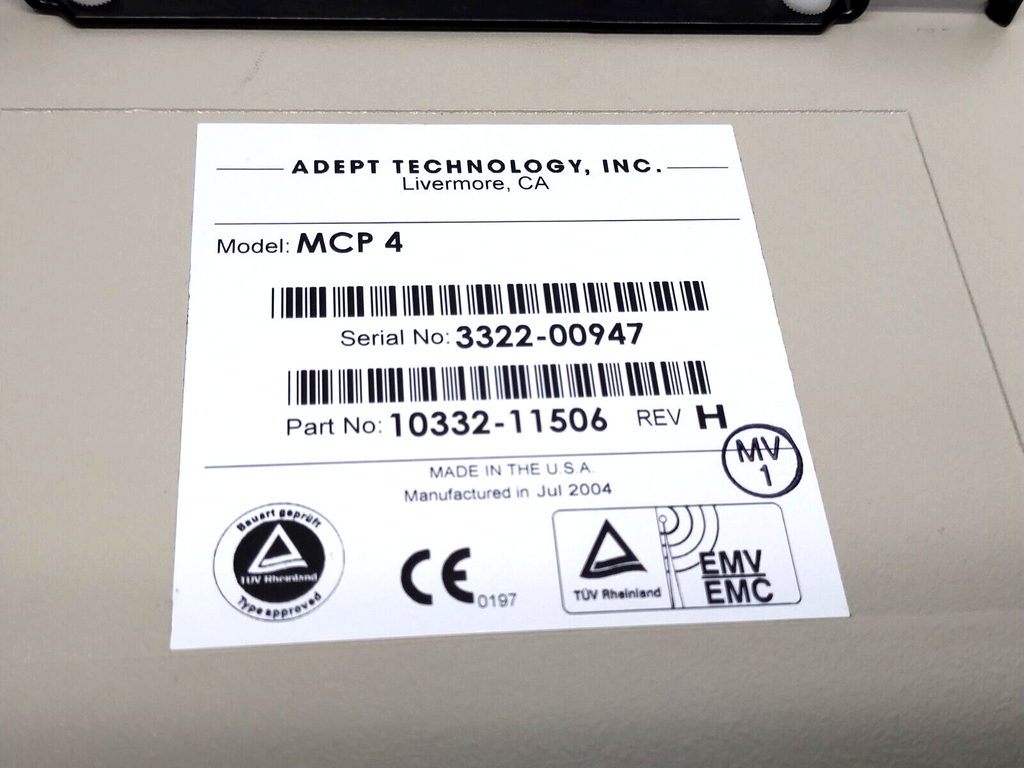 ADEPT TECHNOLOGY, INC.
Livermore, CA
Model: MCP 4
Serial No: 3322-00947
Part No: 10332-11506 REV H
MV
1
MADE IN THE U.S.A.
Manufactured in Jul 2004
Bauart geprüft
TÜV Rheinland
Type approved
CE 0197
TÜV Rheinland
EMV
EMC